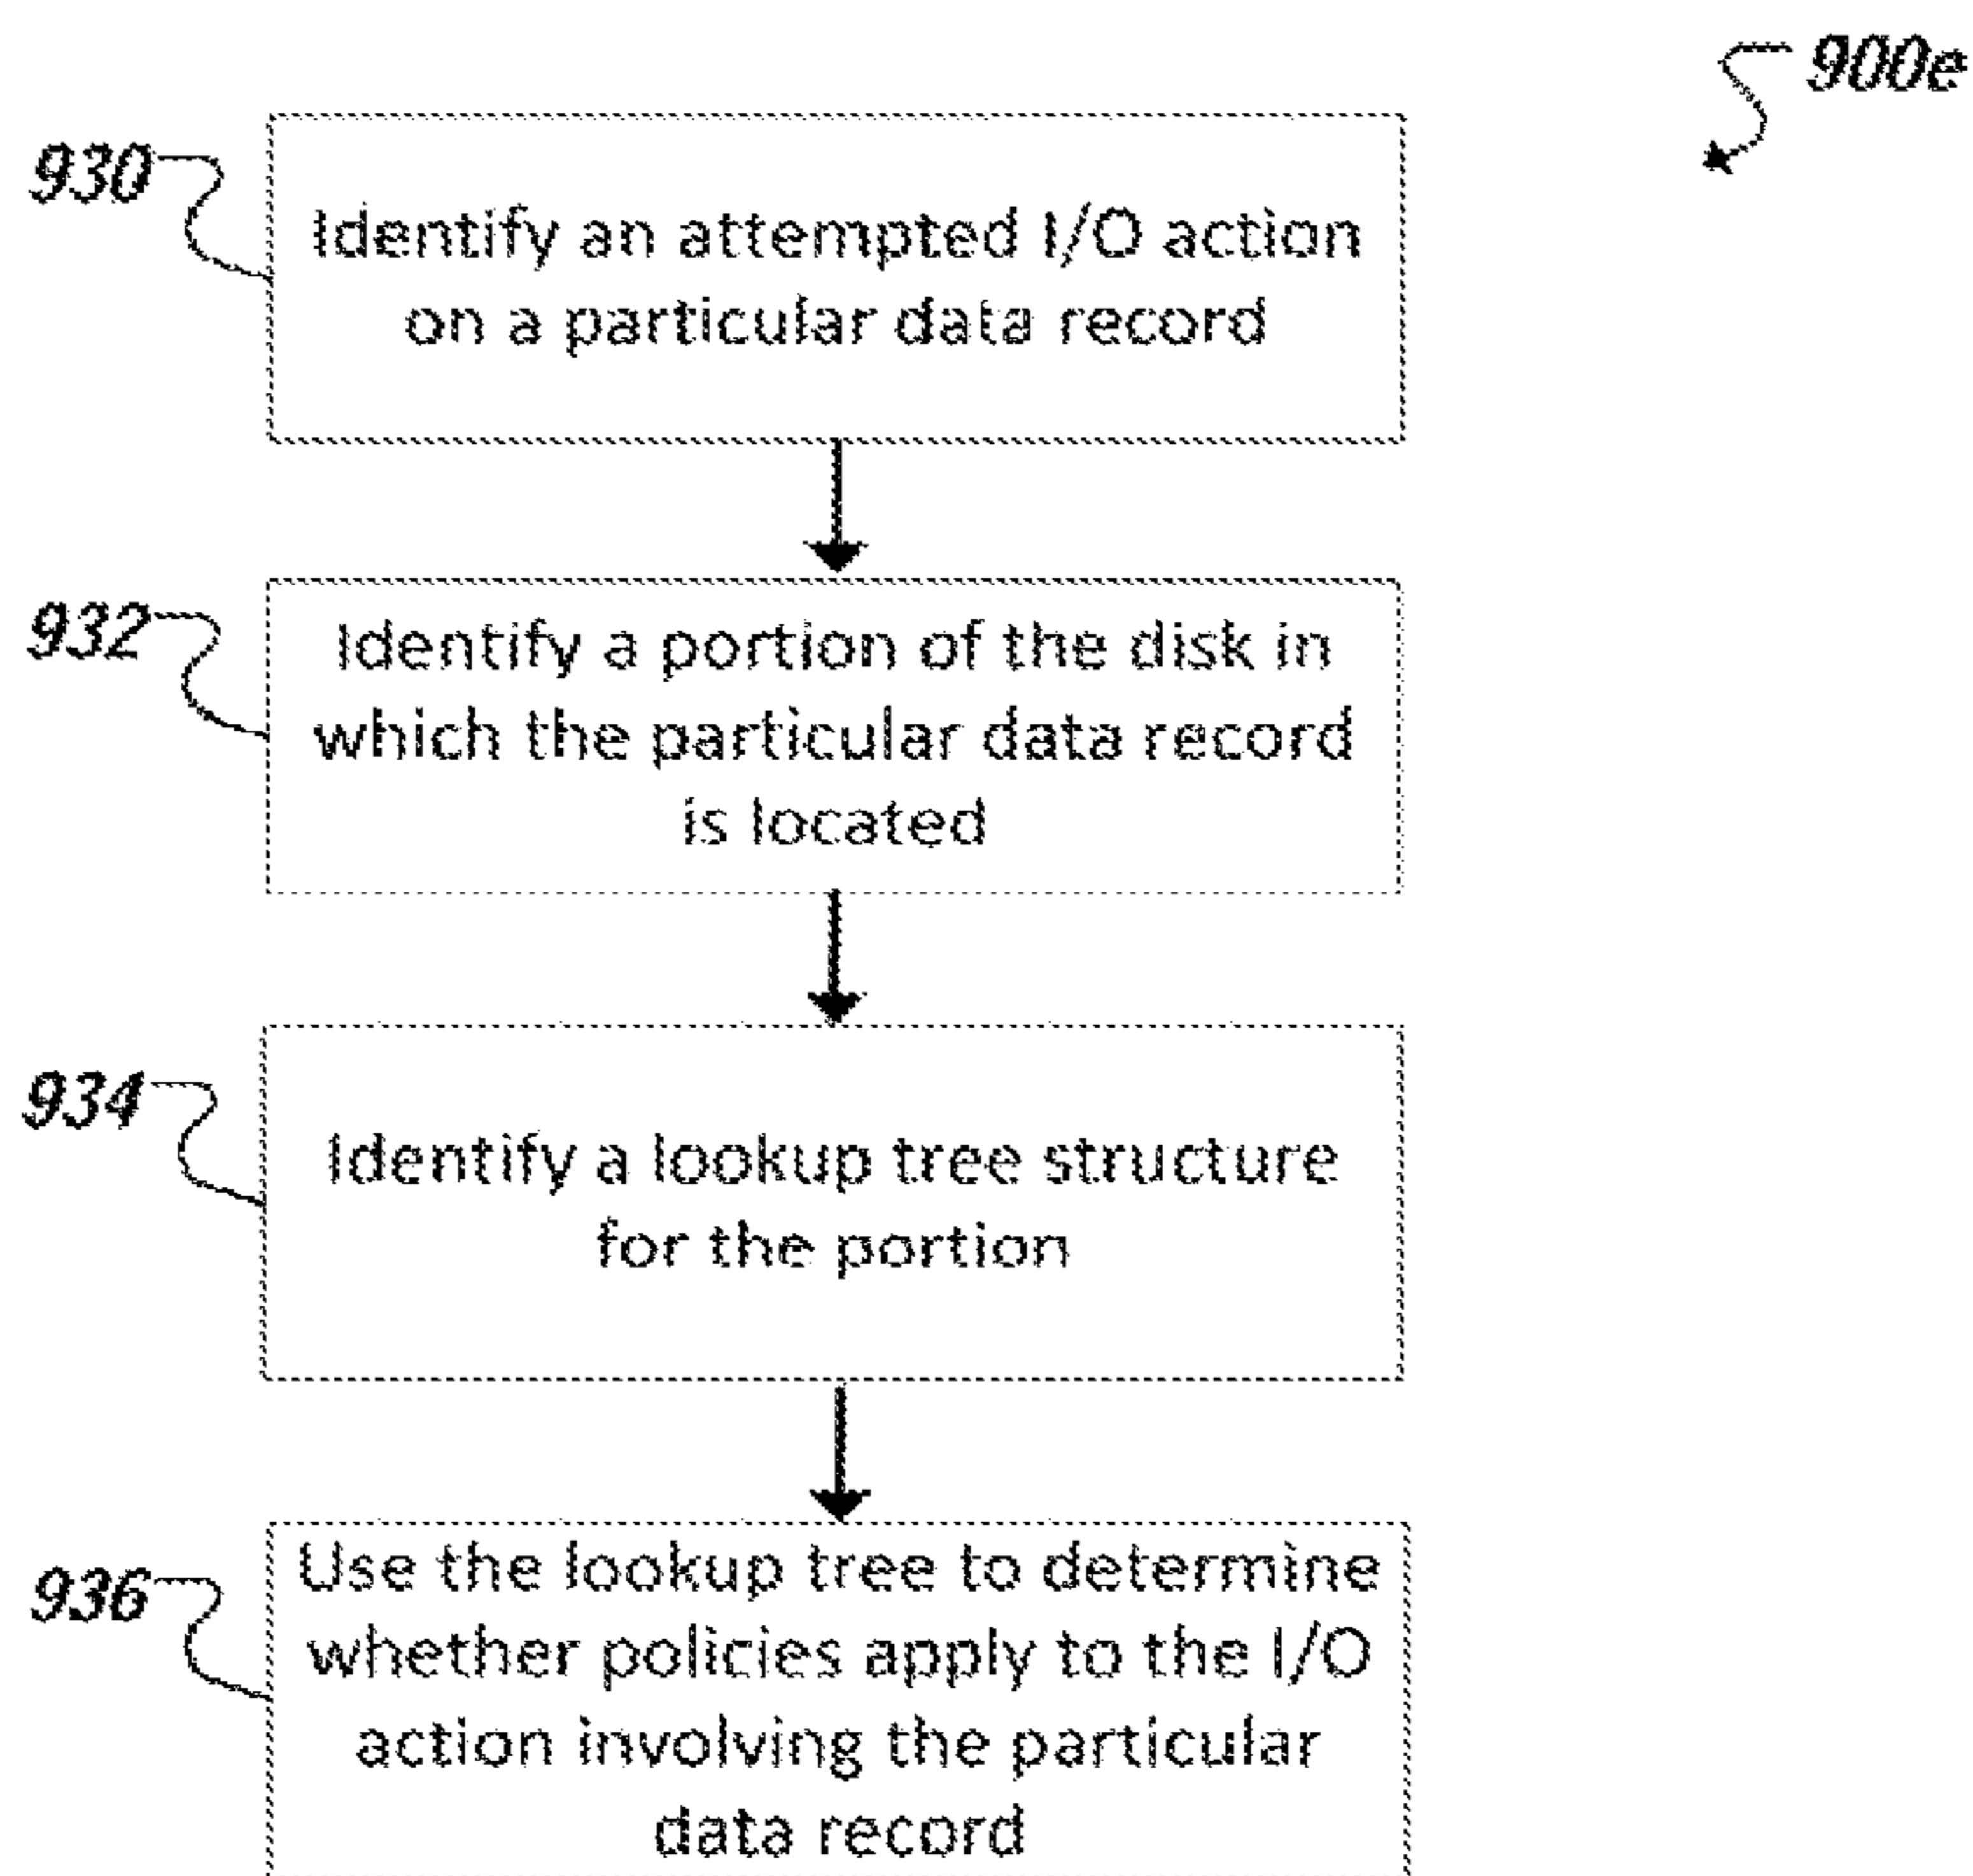 900e
930
Identify an attempted I/O action
on a particular data record
932
Identify a portion of the disk in
which the particular data record
is located
934
Identify a lookup tree structure
for the portion
936
Use the lookup tree to determine
whether policies apply to the I/O
action involving the particular
data record